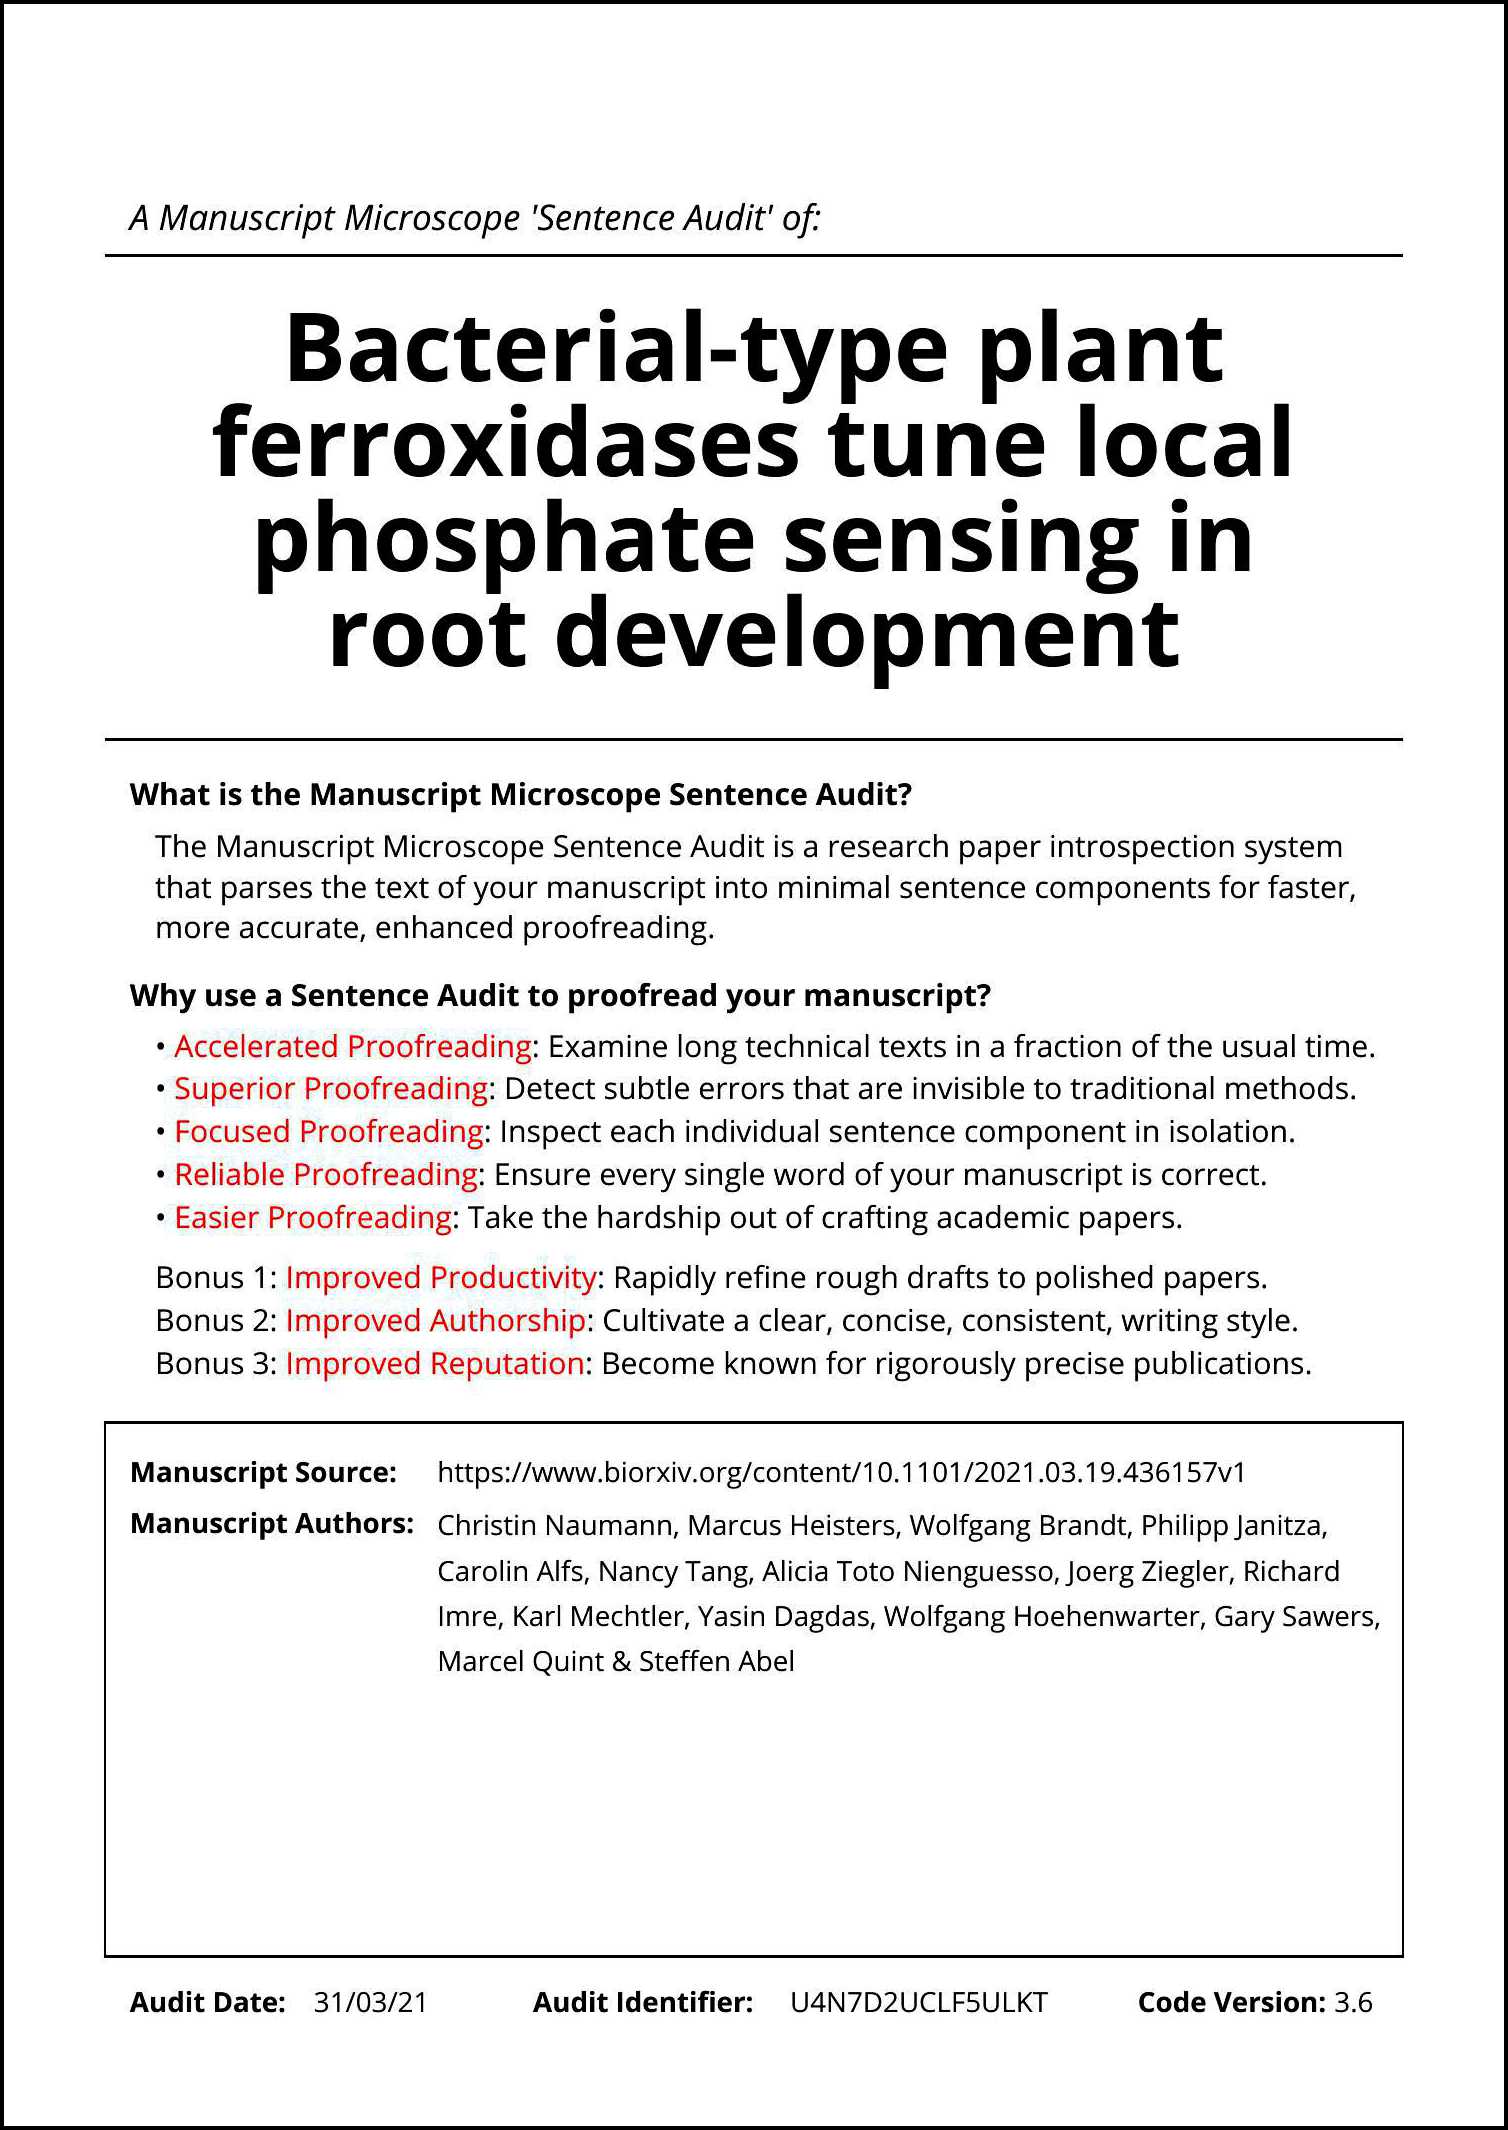 A Manuscript Microscope 'Sentence Audit' of:
Bacterial-type plant
ferroxidases tune local
phosphate sensing in
root development
What is the Manuscript Microscope Sentence Audit?
The Manuscript Microscope Sentence Audit is a research paper introspection system
that parses the text of your manuscript into minimal sentence components for faster,
more accurate, enhanced proofreading.
Why use a Sentence Audit to proofread your manuscript?
• Accelerated Proofreading: Examine long technical texts in a fraction of the usual time.
• Superior Proofreading: Detect subtle errors that are invisible to traditional methods.
• Focused Proofreading: Inspect each individual sentence component in isolation.
• Reliable Proofreading: Ensure every single word of your manuscript is correct.
• Easier Proofreading: Take the hardship out of crafting academic papers.
Bonus 1: Improved Productivity: Rapidly refine rough drafts to polished papers.
Bonus 2: Improved Authorship: Cultivate a clear, concise, consistent, writing style.
Bonus 3: Improved Reputation: Become known for rigorously precise publications.
Manuscript Source: https://www.biorxiv.org/content/10.1101/2021.03.19.436157v1
Manuscript Authors: Christin Naumann, Marcus Heisters, Wolfgang Brandt, Philipp Janitza,
Carolin Alfs, Nancy Tang, Alicia Toto Nienguesso, Joerg Ziegler, Richard
Imre, Karl Mechtler, Yasin Dagdas, Wolfgang Hoehenwarter, Gary Sawers,
Marcel Quint & Steffen Abel
Audit Date: 31/03/21 Audit Identifier: U4N7D2UCLF5ULKT Code Version: 3.6